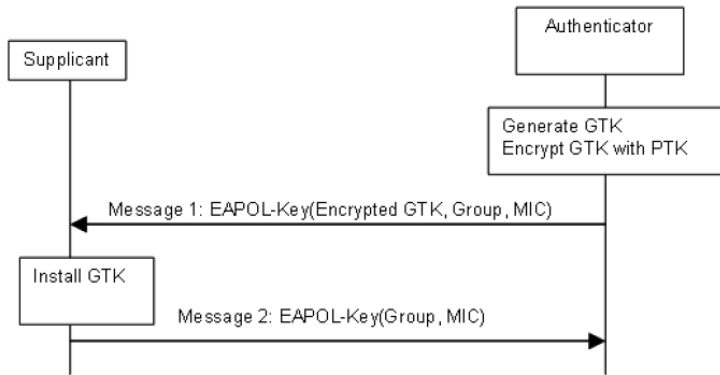 Authenticator
Supplicant
Generate GTK
Encrypt GTK with PTK
Message 1: EAPOL-Key(Encrypted GTK, Group, MIC)
Install GTK
Message 2: EAPOL-Key(Group, MIC)